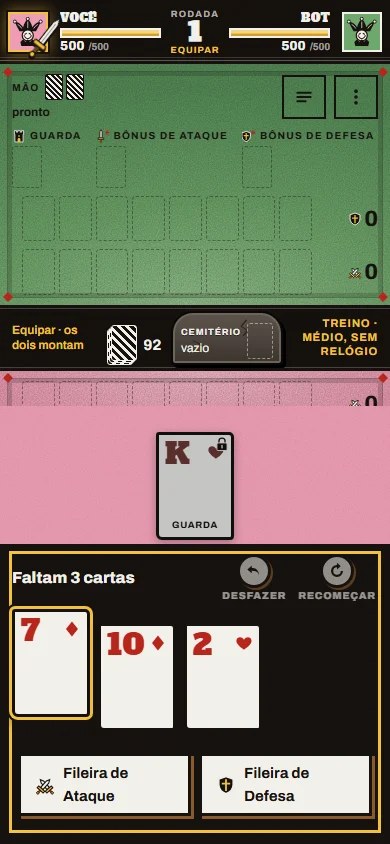 VOCÊ
RODADA
BOT
1
500 /500
EQUIPAR
500 /500
MÃO
pronto
GUARDA
BÔNUS DE ATAQUE
BÔNUS DE DEFESA
0
0
Equipar · os
dois montam
92
CEMITÉRIO
vazio
TREINO ·
MÉDIO, SEM
RELÓGIO
0
K
GUARDA
Faltam 3 cartas
DESFAZER
RECOMEÇAR
7
10
2
Fileira de
Ataque
Fileira de
Defesa